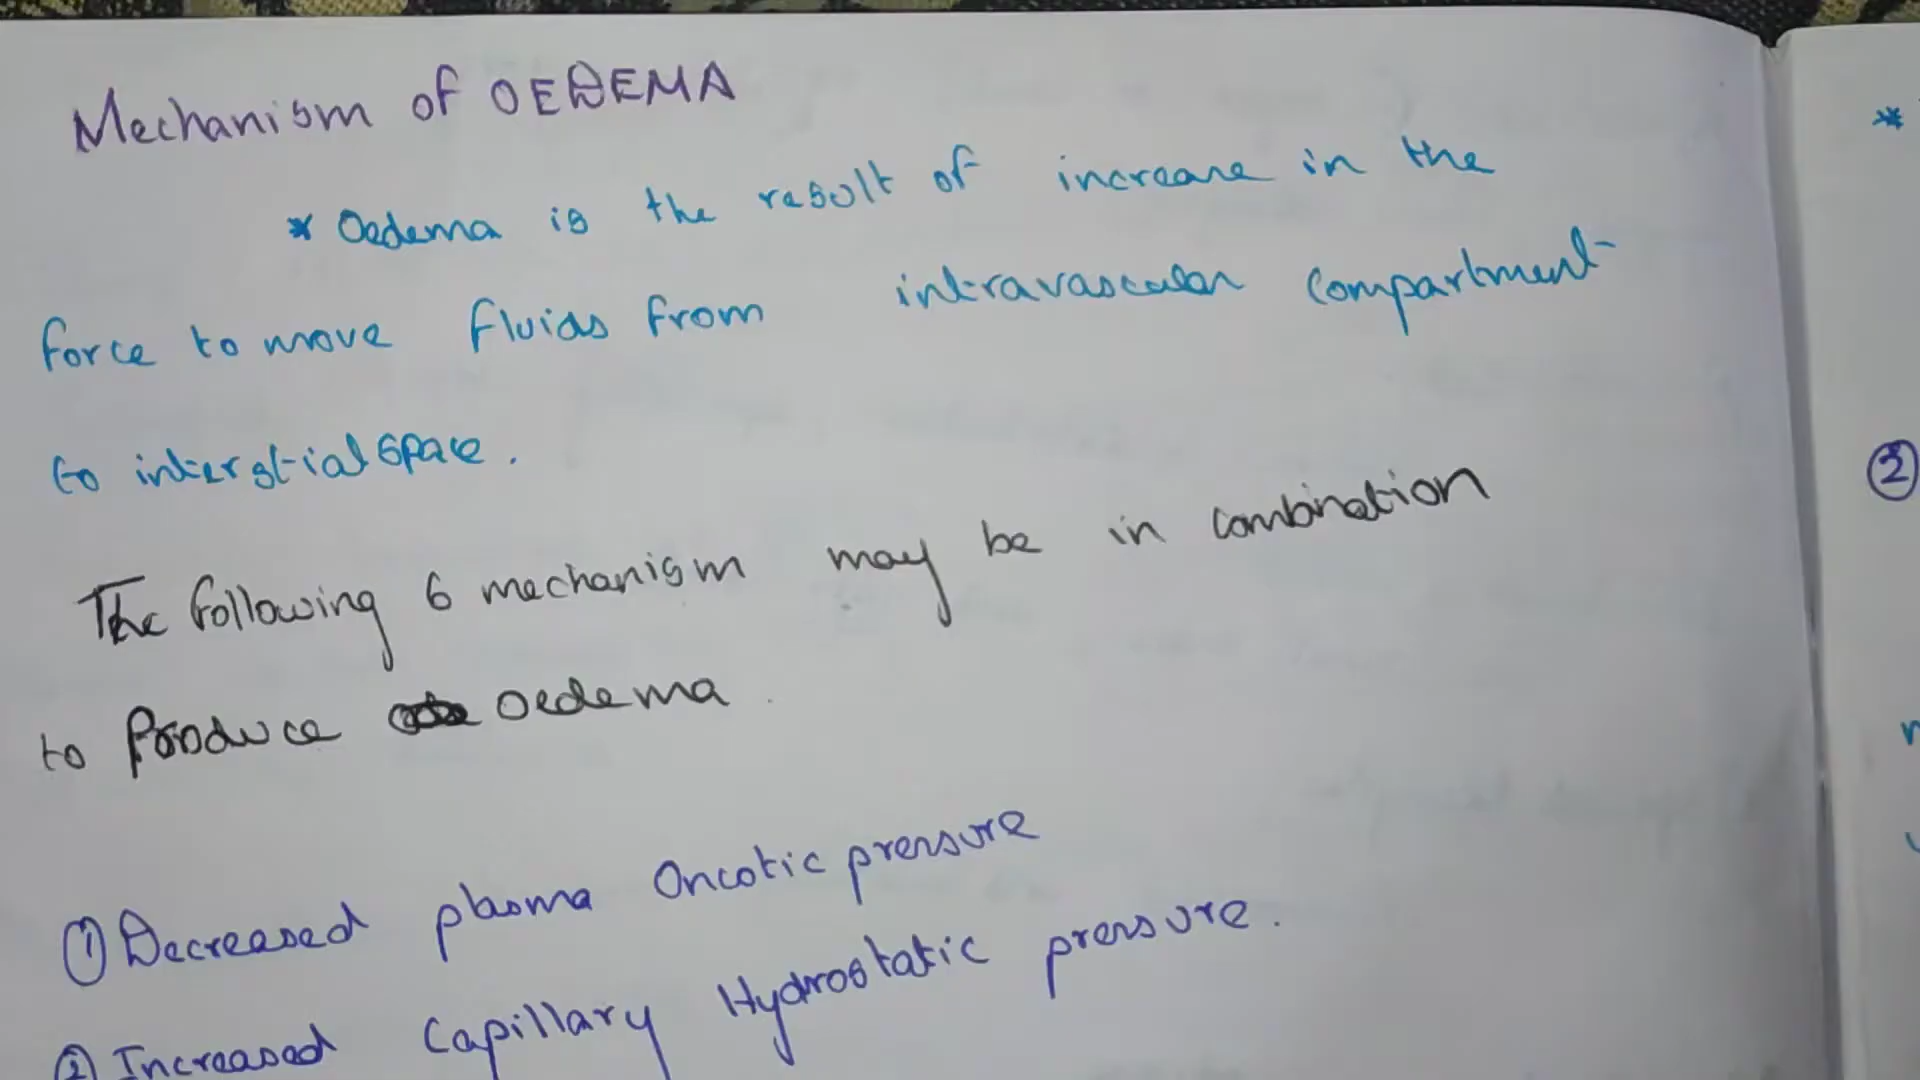 Mechanism of OEDEMA
* Oedema is the result of increase in the
force to move fluids from intravascular compartment
to interstial space.
The following 6 mechanism may be in combination
to Produce oedema.
① Decreased plasma Oncotic pressure
② Increased Capillary Hydrostatic pressure.
*
②